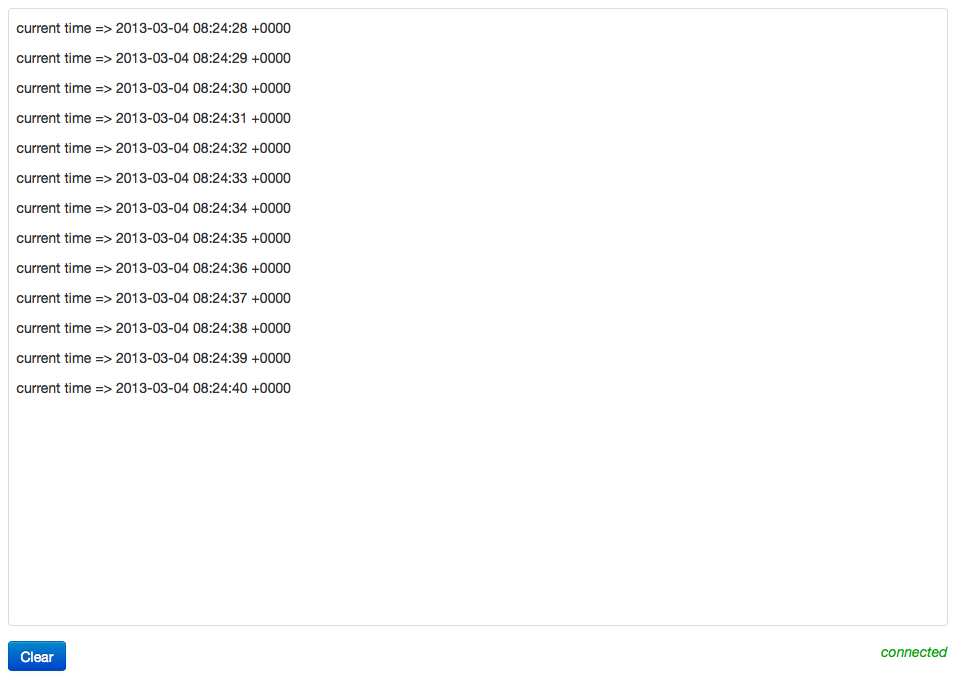 current time => 2013-03-04 08:24:28 +0000
current time => 2013-03-04 08:24:29 +0000
current time => 2013-03-04 08:24:30 +0000
current time => 2013-03-04 08:24:31 +0000
current time => 2013-03-04 08:24:32 +0000
current time => 2013-03-04 08:24:33 +0000
current time => 2013-03-04 08:24:34 +0000
current time => 2013-03-04 08:24:35 +0000
current time => 2013-03-04 08:24:36 +0000
current time => 2013-03-04 08:24:37 +0000
current time => 2013-03-04 08:24:38 +0000
current time => 2013-03-04 08:24:39 +0000
current time => 2013-03-04 08:24:40 +0000
Clear
connected